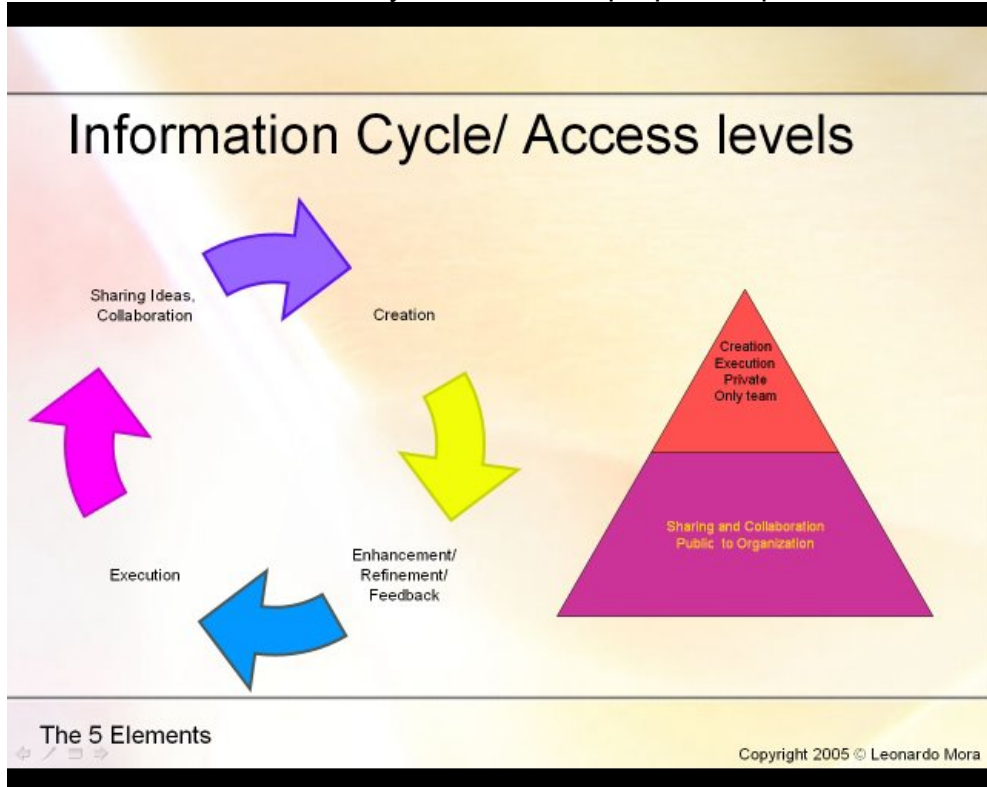 Information Cycle/ Access levels
Sharing Ideas,
Collaboration
Creation
Enhancement/
Refinement/
Feedback
Execution
Creation
Execution
Private
Only team
Sharing and Collaboration
Public to Organization
The 5 Elements
Copyright 2005 © Leonardo Mora